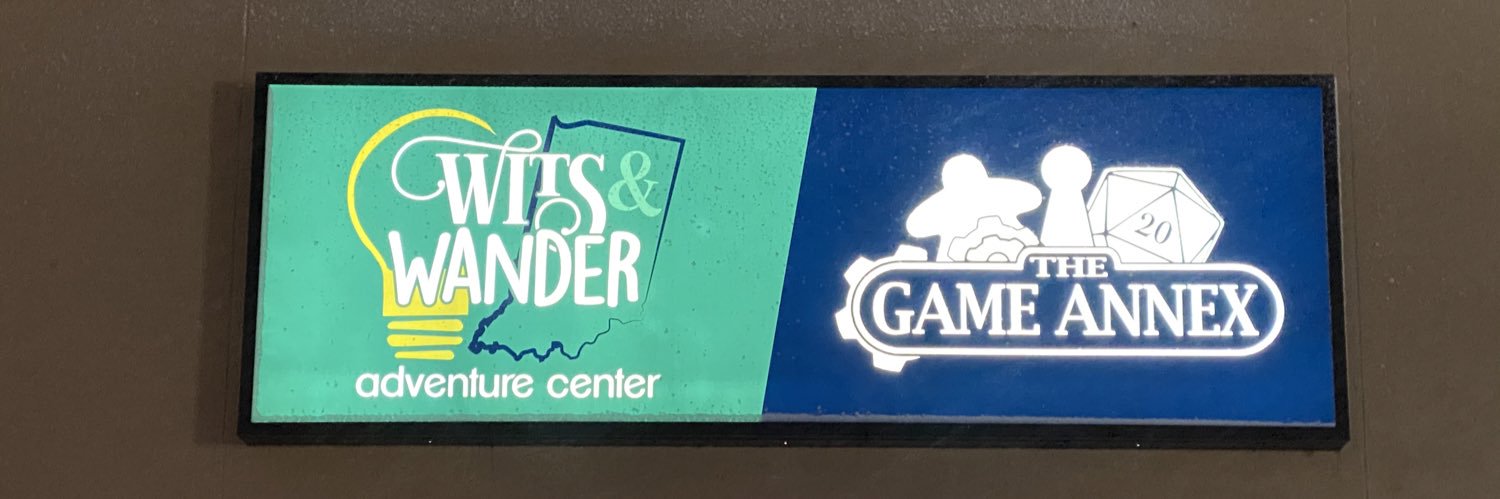 WITS &
WANDER
adventure center
20
THE
GAME ANNEX